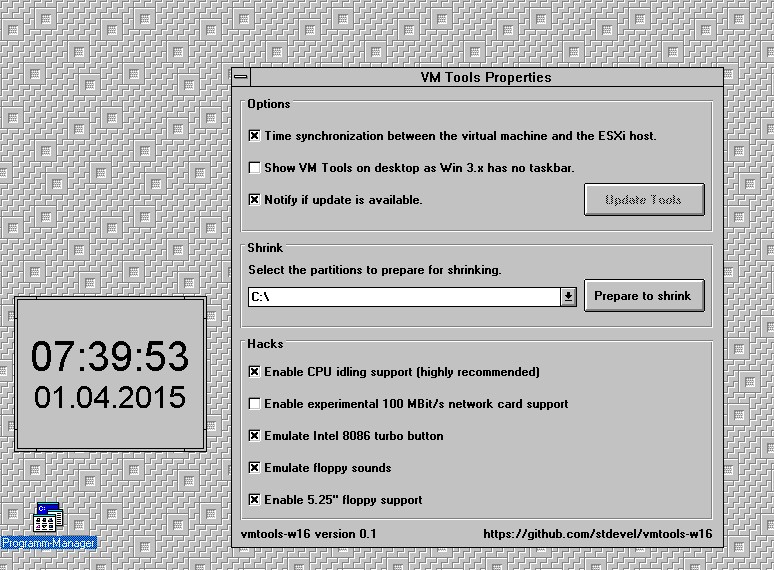 VM Tools Properties
Options
Time synchronization between the virtual machine and the ESXi host.
Show VM Tools on desktop as Win 3.x has no taskbar.
Notify if update is available.
Update Tools
Shrink
Select the partitions to prepare for shrinking.
C:\
Prepare to shrink
Hacks
Enable CPU idling support (highly recommended)
Enable experimental 100 MBit/s network card support
Emulate Intel 8086 turbo button
Emulate floppy sounds
Enable 5.25" floppy support
vmtools-w16 version 0.1
https://github.com/stdevel/vmtools-w16
07:39:53
01.04.2015
Programm-Manager